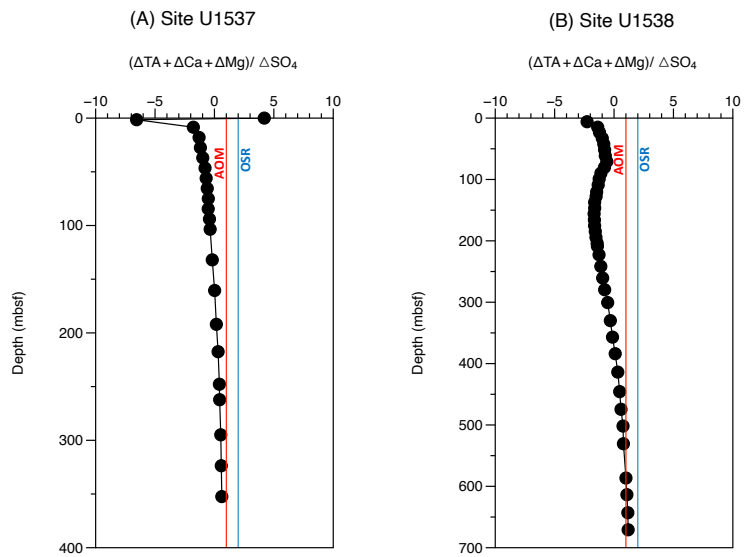 (A) Site U1537
(ΔTA + ΔCa + ΔMg)/ △SO₄
−10 −5 0 5 10
0
100
200
300
400
Depth (mbsf)
AOM
OSR
(B) Site U1538
(ΔTA + ΔCa + ΔMg)/ △SO₄
−10 −5 0 5 10
0
100
200
300
400
500
600
700
Depth (mbsf)
AOM
OSR